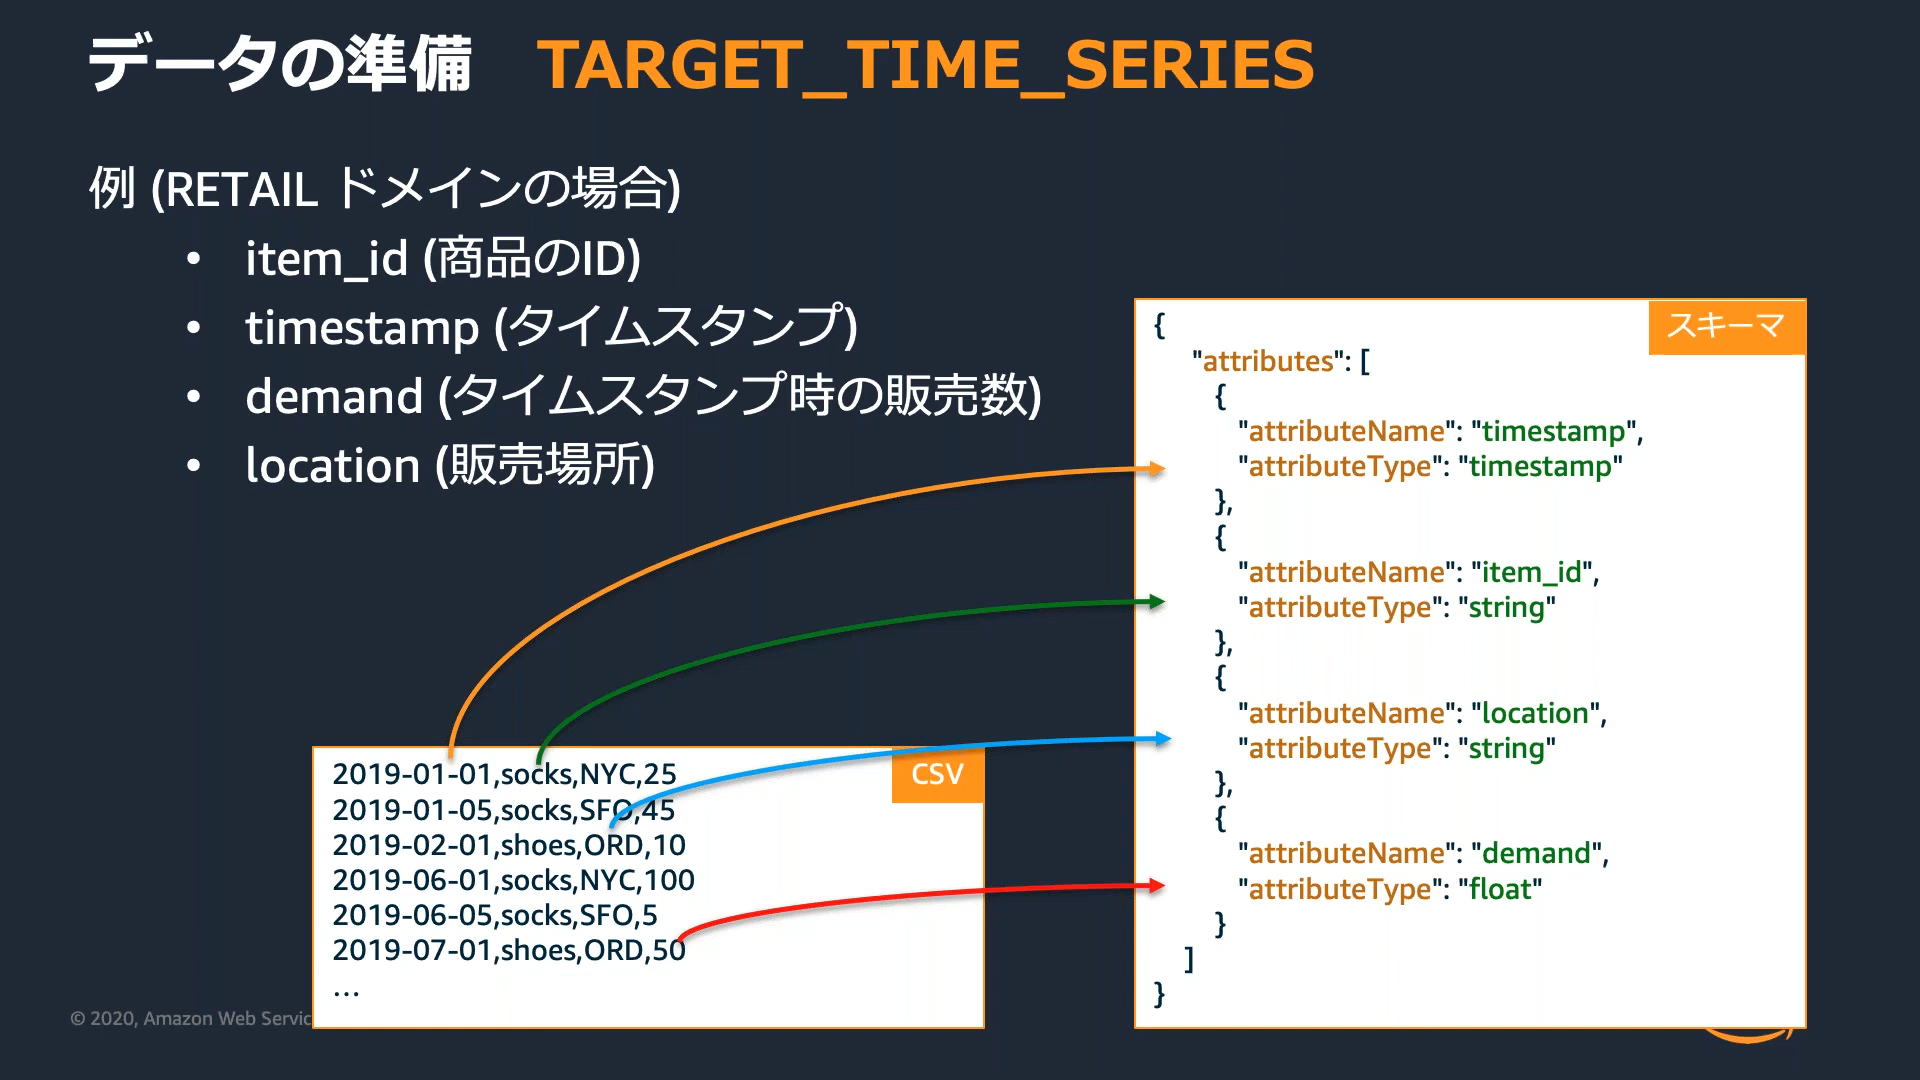 データの準備 TARGET_TIME_SERIES
例 (RETAIL ドメインの場合)
• item_id (商品のID)
• timestamp (タイムスタンプ)
• demand (タイムスタンプ時の販売数)
• location (販売場所)
CSV
2019-01-01,socks,NYC,25
2019-01-05,socks,SFO,45
2019-02-01,shoes,ORD,10
2019-06-01,socks,NYC,100
2019-06-05,socks,SFO,5
2019-07-01,shoes,ORD,50
...
スキーマ
{
"attributes": [
{
"attributeName": "timestamp",
"attributeType": "timestamp"
},
{
"attributeName": "item_id",
"attributeType": "string"
},
{
"attributeName": "location",
"attributeType": "string"
},
{
"attributeName": "demand",
"attributeType": "float"
}
]
}
© 2020, Amazon Web Servic